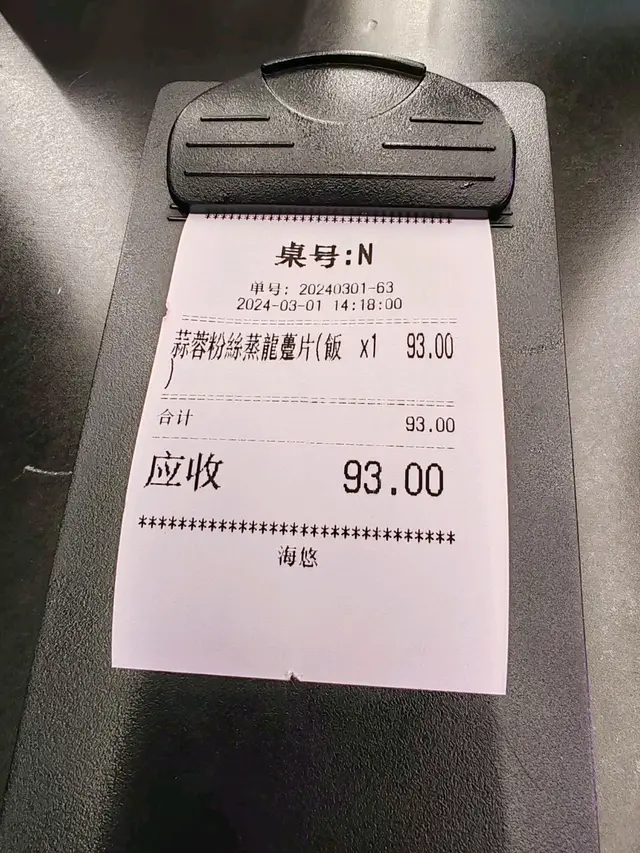 桌号:N
单号: 20240301-63
2024-03-01 14:18:00
蒜蓉粉絲蒸龍躉片(飯 x1 93.00
)
合计 93.00
应收 93.00
*********************************
海悠